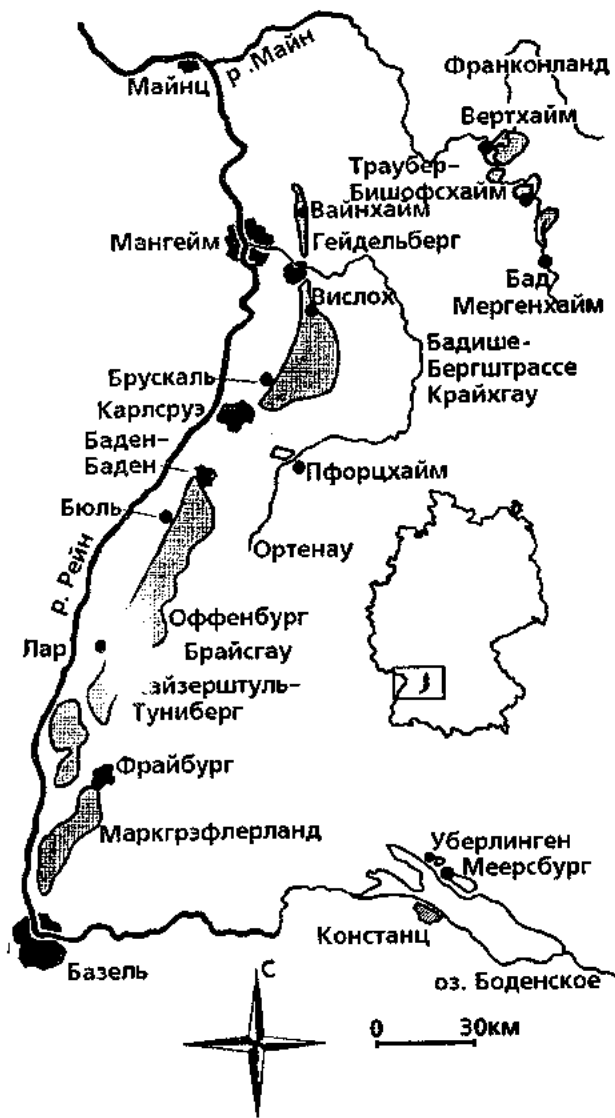 р. Майн
Майнц
Франконланд
Вертхайм
Траубер-
Бишофсхайм
Вайнхайм
Мангейм
Гейдельберг
Бад
Мергенхайм
Вислох
Бадише-
Бергштрассе
Крайхгау
Брускаль
Карлсруэ
Баден-
Баден
Пфорцхайм
Бюль
Ортенау
р. Рейн
Оффенбург
Лар
Брайсгау
айзерштуль-
Туниберг
Фрайбург
Маркгрэфлерланд
Уберлинген
Меерсбург
Констанц
Базель
оз. Боденское
С
0 30км